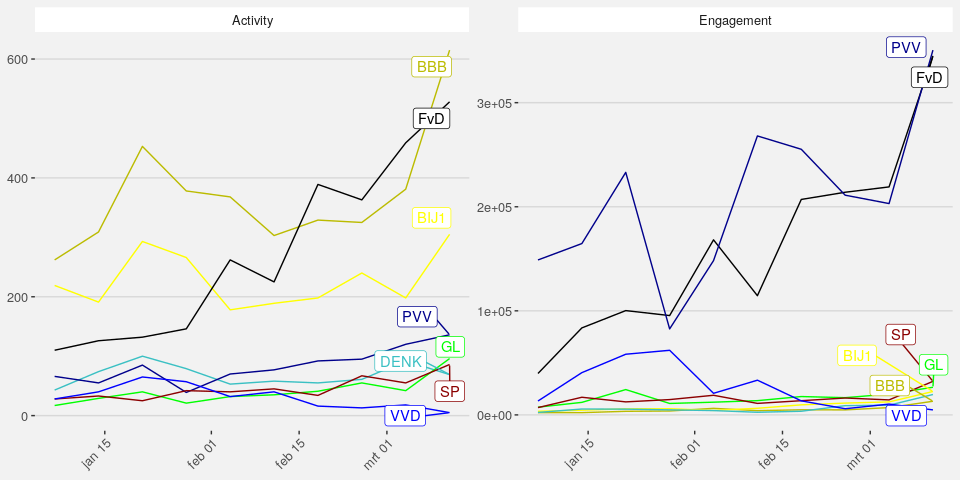 Activity
Engagement
600
400
200
0
BBB
FvD
BIJ1
PVV
GL
DENK
SP
VVD
jan 15
feb 01
feb 15
mrt 01
3e+05
2e+05
1e+05
0e+00
PVV
FvD
SP
BIJ1
GL
BBB
VVD
jan 15
feb 01
feb 15
mrt 01